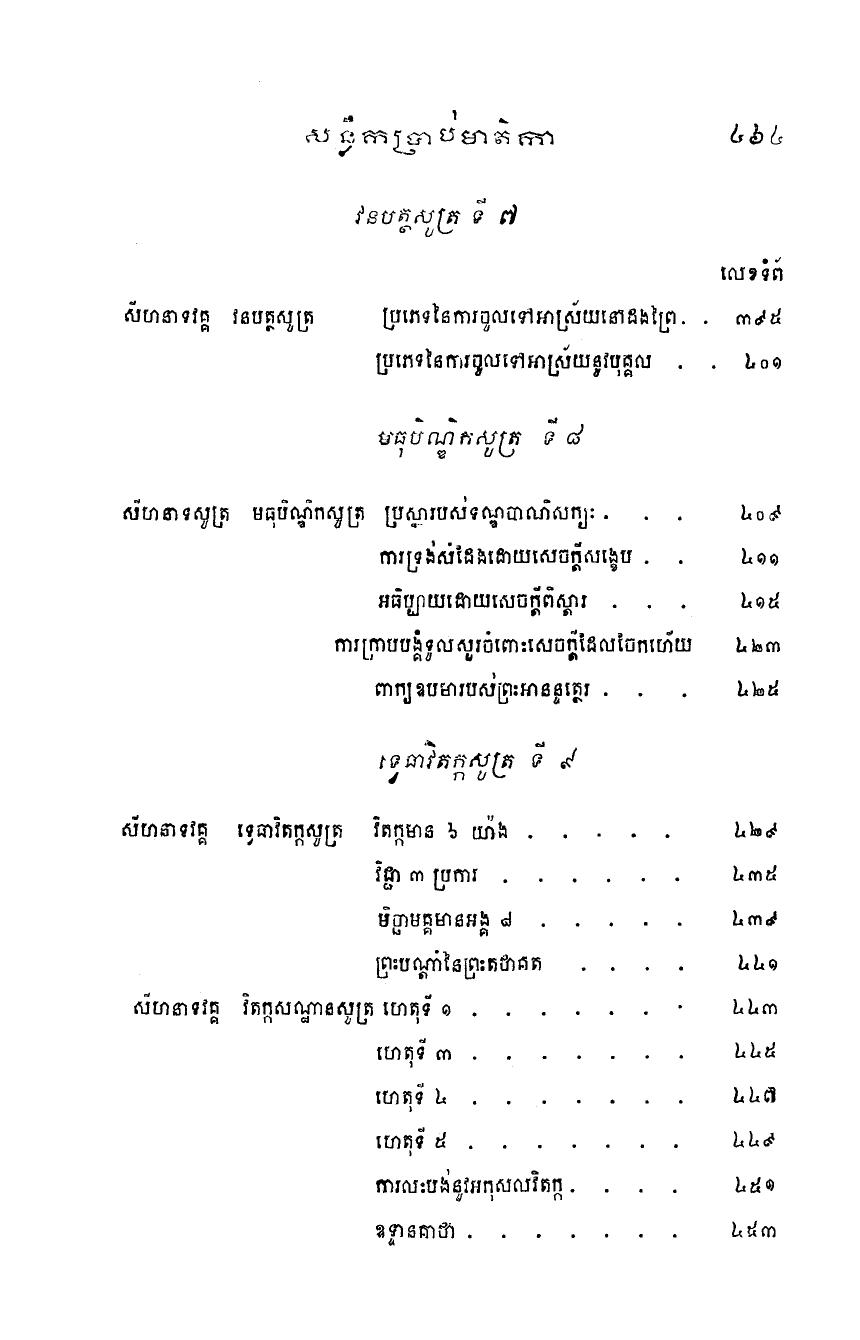 សន្លឹកប្រាប់មាតិកា ៤៦៤
វនបត្ថសូត្រ ទី ៧
លេខទំព័
សីហនាទវគ្គ វនបត្ថសូត្រ ប្រភេទនៃការចូលទៅអាស្រ័យនៅដងព្រៃ . . ៣៩៥
ប្រភេទនៃការចូលទៅអាស្រ័យនូវបុគ្គល . . ៤០១
មធុបិណ្ឌិកសូត្រ ទី ៨
សីហនាទសូត្រ មធុបិណ្ឌិកសូត្រ ប្រស្នារបស់ទណ្ឌបាណិសក្យៈ . . . ៤០៩
ការទ្រង់សំដែងដោយសេចក្តីសង្ខេប . . ៤១១
អធិប្បាយដោយសេចក្តីពិស្តារ . . . ៤១៥
ការក្រាបបង្គំទូលសួរចំពោះសេចក្តីដែលចែកហើយ ៤២៣
ពាក្យឧបមារបស់ព្រះអានន្ទត្ថេរ . . . ៤២៥
ទ្វេធាវិតក្កសូត្រ ទី ៩
សីហនាទវគ្គ ទ្វេធាវិតក្កសូត្រ វិតក្កមាន ៦ យ៉ាង . . . . . ៤២៩
វិជ្ជា ៣ ប្រការ . . . . . . ៤៣៥
មិច្ឆាមគ្គមានអង្គ ៨ . . . . . ៤៣៩
ព្រះបណ្តាំនៃព្រះតថាគត . . . . ៤៤១
សីហនាទវគ្គ វិតក្កសណ្ឋានសូត្រ ហេតុទី ១ . . . . . . . ៤៤៣
ហេតុទី ៣ . . . . . . . ៤៤៥
ហេតុទី ៤ . . . . . . . ៤៤៧
ហេតុទី ៥ . . . . . . . ៤៤៩
ការលះបង់នូវអកុសលវិតក្ក . . . . ៤៥១
ឧទ្ទានគាថា . . . . . . . ៤៥៣